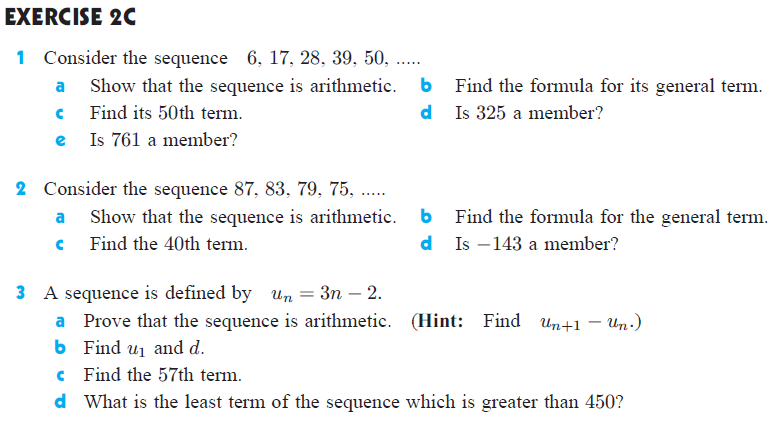 EXERCISE 2C
1 Consider the sequence 6, 17, 28, 39, 50, .....
a Show that the sequence is arithmetic. b Find the formula for its general term.
c Find its 50th term. d Is 325 a member?
e Is 761 a member?
2 Consider the sequence 87, 83, 79, 75, .....
a Show that the sequence is arithmetic. b Find the formula for the general term.
c Find the 40th term. d Is −143 a member?
3 A sequence is defined by uₙ = 3n − 2.
a Prove that the sequence is arithmetic. (Hint: Find uₙ₊₁ − uₙ.)
b Find u₁ and d.
c Find the 57th term.
d What is the least term of the sequence which is greater than 450?